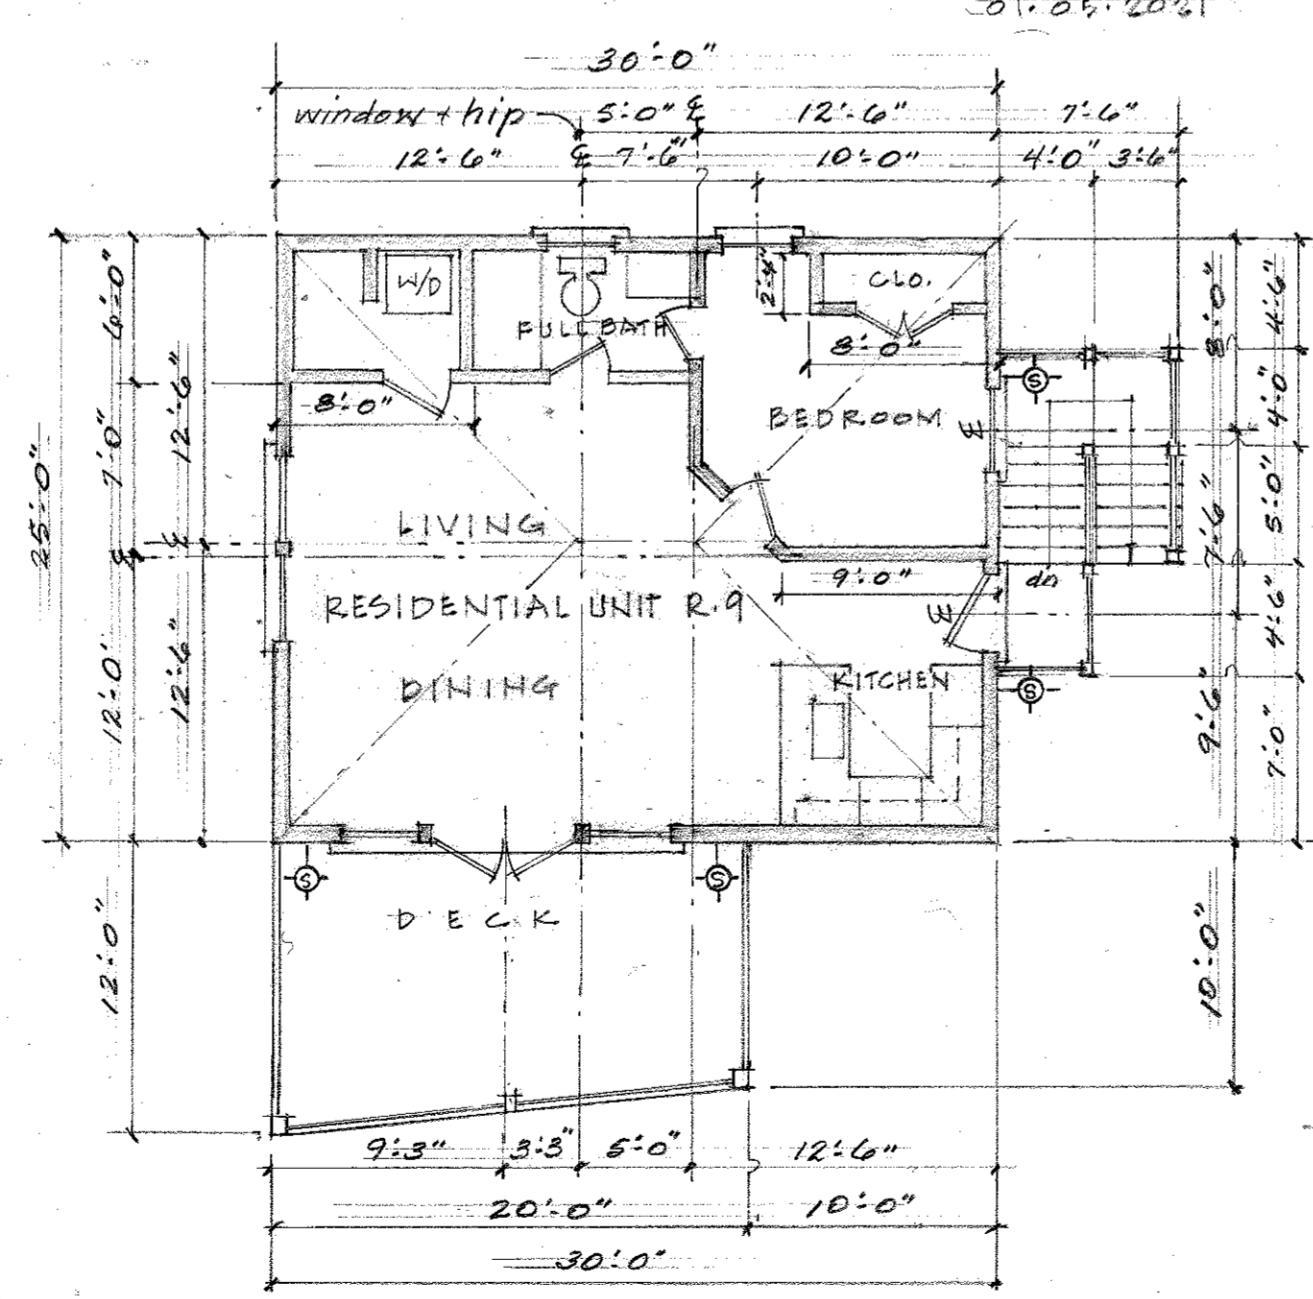 01.05.2021
30'-0"
window + hip 5'-0" ℄ 12'-6" 7'-6"
12'-6" ℄ 7'-6" 10'-0" 4'-0" 3'-6"
6'-0"
W/D
2'-4"
CLO.
8'-0"
4'-6"
FULL BATH
8'-0"
12'-6"
8'-0"
BEDROOM
℄
4'-0"
25'-0"
7'-0"
℄
℄
LIVING
7'-6"
5'-0"
9'-0"
dn
RESIDENTIAL UNIT R.9
℄
4'-6"
12'-0'
12'-6"
DINING
KITCHEN
9'-6"
7'-0"
S
S
S
S
DECK
12'-0"
10'-0"
9'-3" 3'-3" 5'-0" 12'-6"
20'-0" 10'-0"
30'-0"